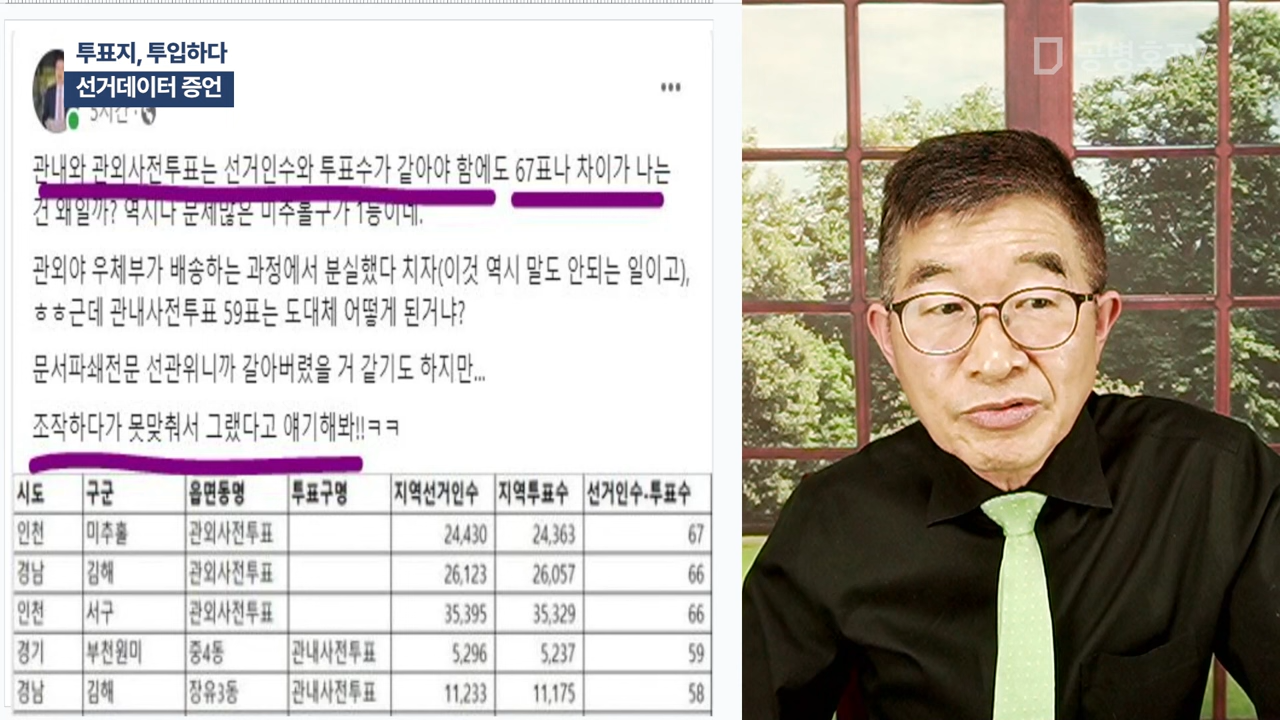 투표지, 투입하다
선거데이터 증언
5시간 ·
관내와 관외사전투표는 선거인수와 투표수가 같아야 함에도 67표나 차이가 나는
건 왜일까? 역시나 문제많은 미추홀구가 1등이네.
관외야 우체부가 배송하는 과정에서 분실했다 치자(이것 역시 말도 안되는 일이고),
ㅎㅎ근데 관내사전투표 59표는 도대체 어떻게 된거냐?
문서파쇄전문 선관위니까 갈아버렸을 거 같기도 하지만...
조작하다가 못맞춰서 그랬다고 얘기해봐!!ㅋㅋ
시도 구군 읍면동명 투표구명 지역선거인수 지역투표수 선거인수-투표수
인천 미추홀 관외사전투표 24,430 24,363 67
경남 김해 관외사전투표 26,123 26,057 66
인천 서구 관외사전투표 35,395 35,329 66
경기 부천원미 중4동 관내사전투표 5,296 5,237 59
경남 김해 장유3동 관내사전투표 11,233 11,175 58